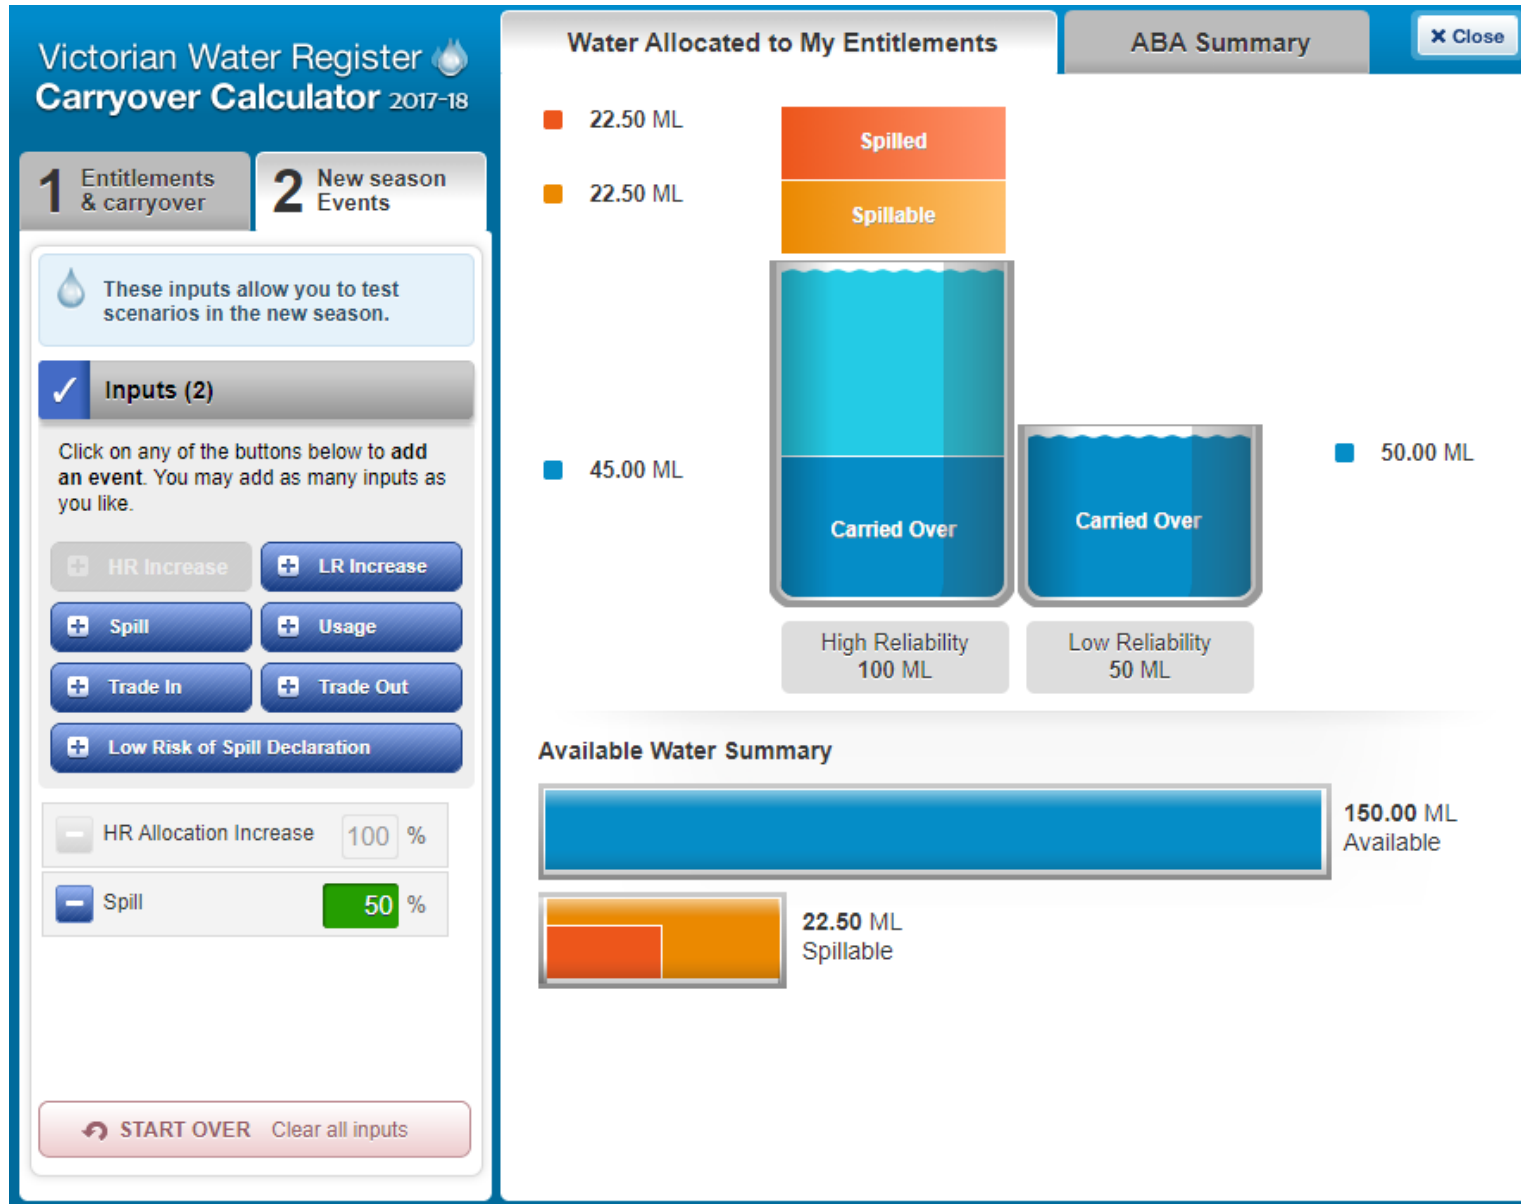 Victorian Water Register
Carryover Calculator 2017-18
1 Entitlements
& carryover
2 New season
Events
These inputs allow you to test
scenarios in the new season.
Inputs (2)
Click on any of the buttons below to add
an event. You may add as many inputs as
you like.
HR Increase
LR Increase
Spill
Usage
Trade In
Trade Out
Low Risk of Spill Declaration
HR Allocation Increase 100 %
Spill 50 %
START OVER Clear all inputs
Water Allocated to My Entitlements
ABA Summary
Close
22.50 ML
Spilled
22.50 ML
Spillable
45.00 ML
Carried Over
Carried Over
50.00 ML
High Reliability
100 ML
Low Reliability
50 ML
Available Water Summary
150.00 ML
Available
22.50 ML
Spillable